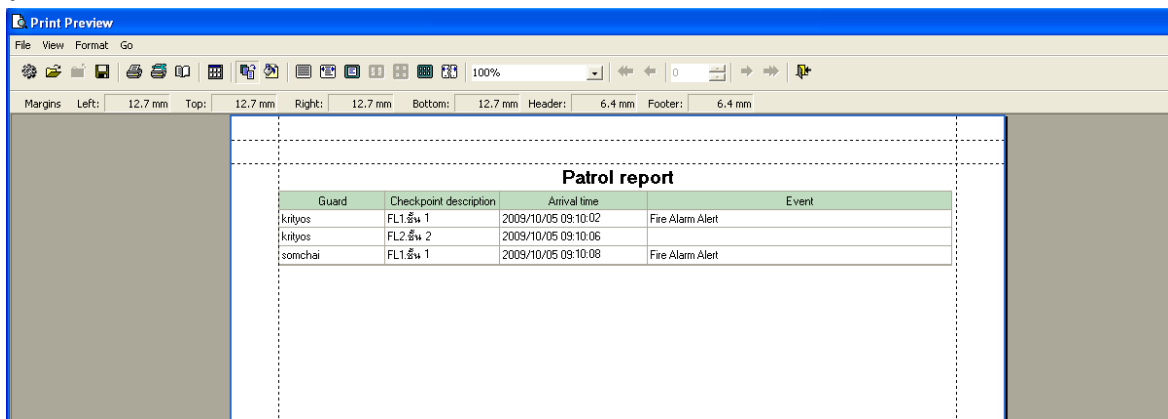 Print Preview
File View Format Go
100% 0
Margins Left: 12.7 mm Top: 12.7 mm Right: 12.7 mm Bottom: 12.7 mm Header: 6.4 mm Footer: 6.4 mm
Patrol report
Guard Checkpoint description Arrival time Event
krityos FL1.ชั้น 1 2009/10/05 09:10:02 Fire Alarm Alert
krityos FL2.ชั้น 2 2009/10/05 09:10:06
somchai FL1.ชั้น 1 2009/10/05 09:10:08 Fire Alarm Alert